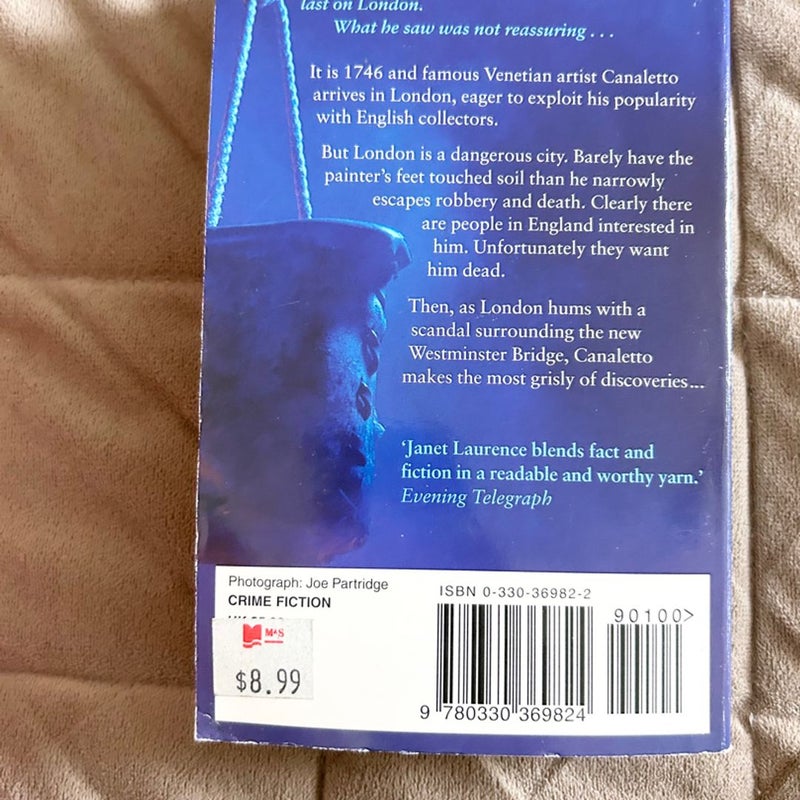 last on London.
What he saw was not reassuring . . .
It is 1746 and famous Venetian artist Canaletto
arrives in London, eager to exploit his popularity
with English collectors.
But London is a dangerous city. Barely have the
painter's feet touched soil than he narrowly
escapes robbery and death. Clearly there
are people in England interested in
him. Unfortunately they want
him dead.
Then, as London hums with a
scandal surrounding the new
Westminster Bridge, Canaletto
makes the most grisly of discoveries...
'Janet Laurence blends fact and
fiction in a readable and worthy yarn.'
Evening Telegraph
Photograph: Joe Partridge
CRIME FICTION
M&S
$8.99
ISBN 0-330-36982-2
90100>
9 780330 369824